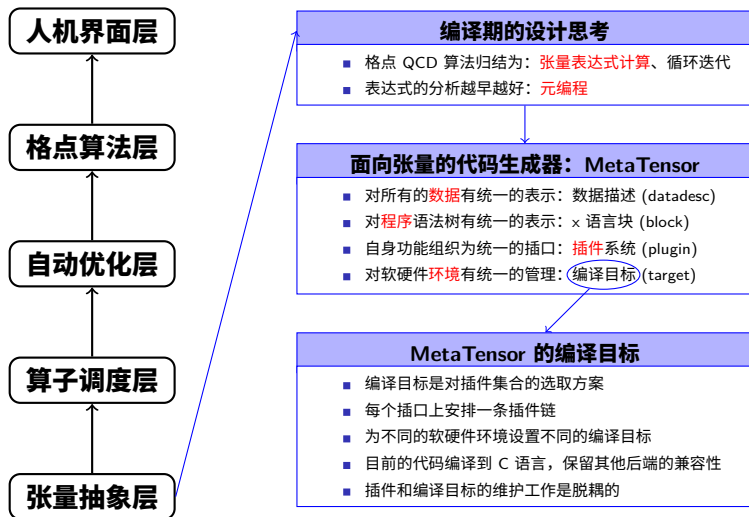 人机界面层
格点算法层
自动优化层
算子调度层
张量抽象层
编译期的设计思考
格点 QCD 算法归结为：张量表达式计算、循环迭代
表达式的分析越早越好：元编程
面向张量的代码生成器：MetaTensor
对所有的数据有统一的表示：数据描述 (datadesc)
对程序语法树有统一的表示：x 语言块 (block)
自身功能组织为统一的插口：插件系统 (plugin)
对软硬件环境有统一的管理：编译目标 (target)
MetaTensor 的编译目标
编译目标是对插件集合的选取方案
每个插口上安排一条插件链
为不同的软硬件环境设置不同的编译目标
目前的代码编译到 C 语言，保留其他后端的兼容性
插件和编译目标的维护工作是脱耦的